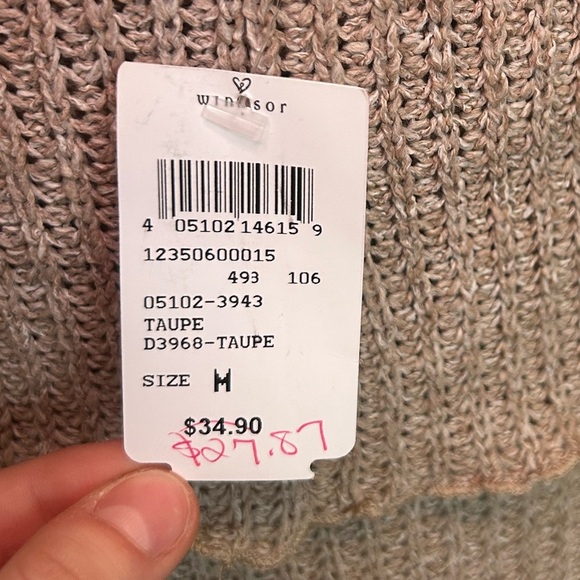 windsor
4 05102 14615 9
12350600015
493 106
05102-3943
TAUPE
D3968-TAUPE
SIZE M
$34.90
$27.87